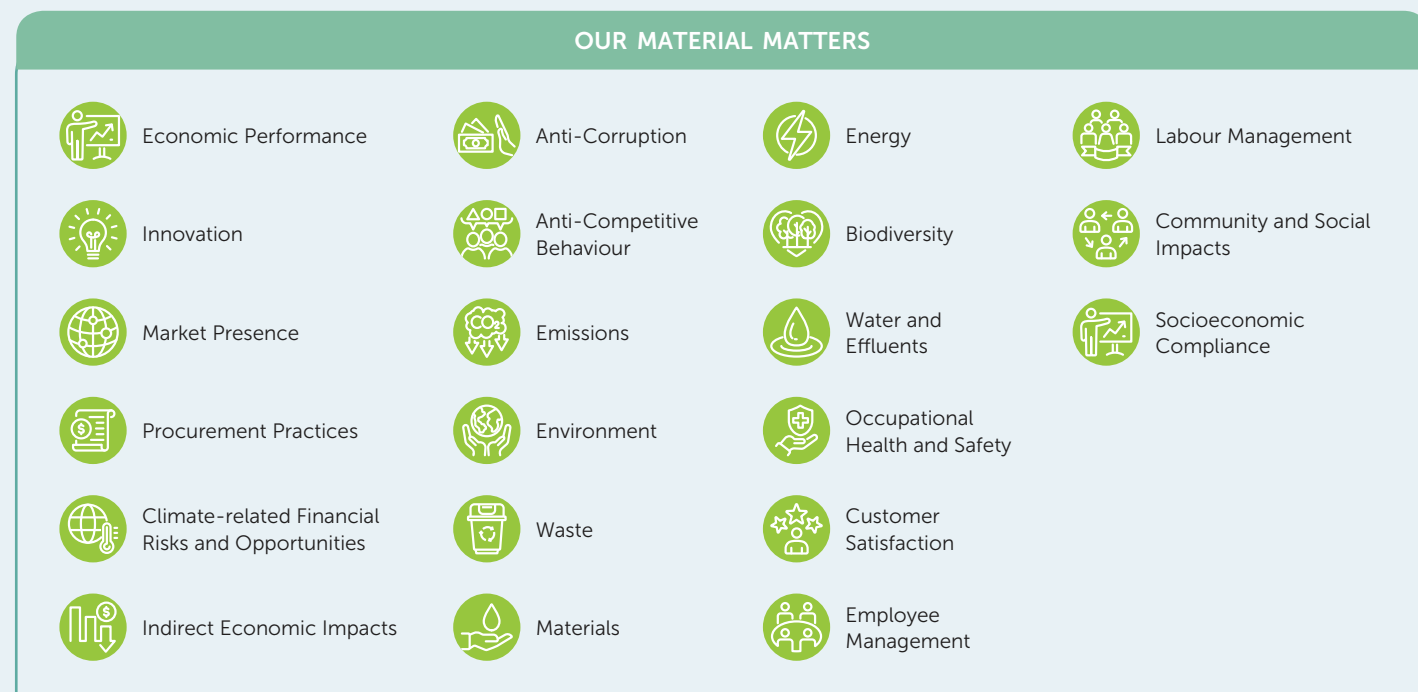 OUR MATERIAL MATTERS
Economic Performance
Innovation
Market Presence
Procurement Practices
Climate-related Financial
Risks and Opportunities
Indirect Economic Impacts
Anti-Corruption
Anti-Competitive
Behaviour
CO2
Emissions
Environment
Waste
Materials
Energy
Biodiversity
Water and
Effluents
Occupational
Health and Safety
Customer
Satisfaction
Employee
Management
Labour Management
Community and Social
Impacts
Socioeconomic
Compliance